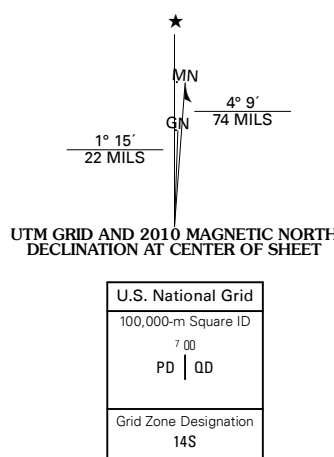 ★
MN
4° 9´
GN
74 MILS
1° 15´
22 MILS
UTM GRID AND 2010 MAGNETIC NORTH
DECLINATION AT CENTER OF SHEET
U.S. National Grid
100,000-m Square ID
7 00
PD QD
Grid Zone Designation
14S